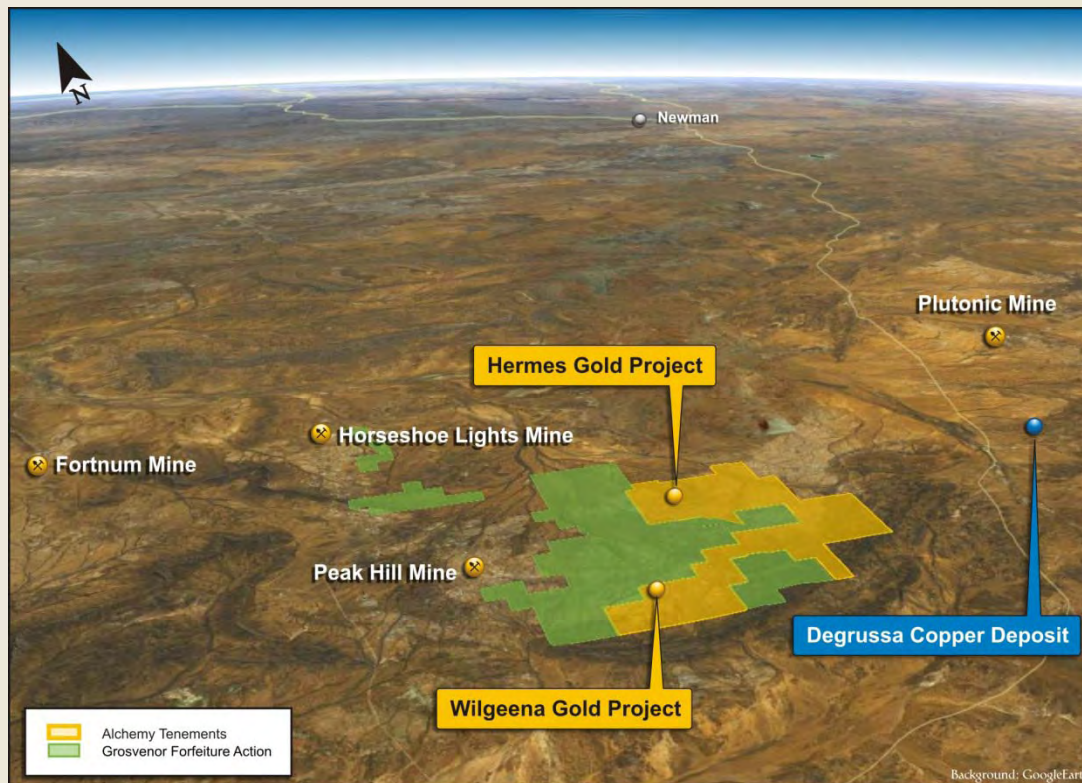 N
Newman
Plutonic Mine
Hermes Gold Project
Horseshoe Lights Mine
Fortnum Mine
Peak Hill Mine
Degrussa Copper Deposit
Wilgeena Gold Project
Alchemy Tenements
Grosvenor Forfeiture Action
Background: GoogleEart